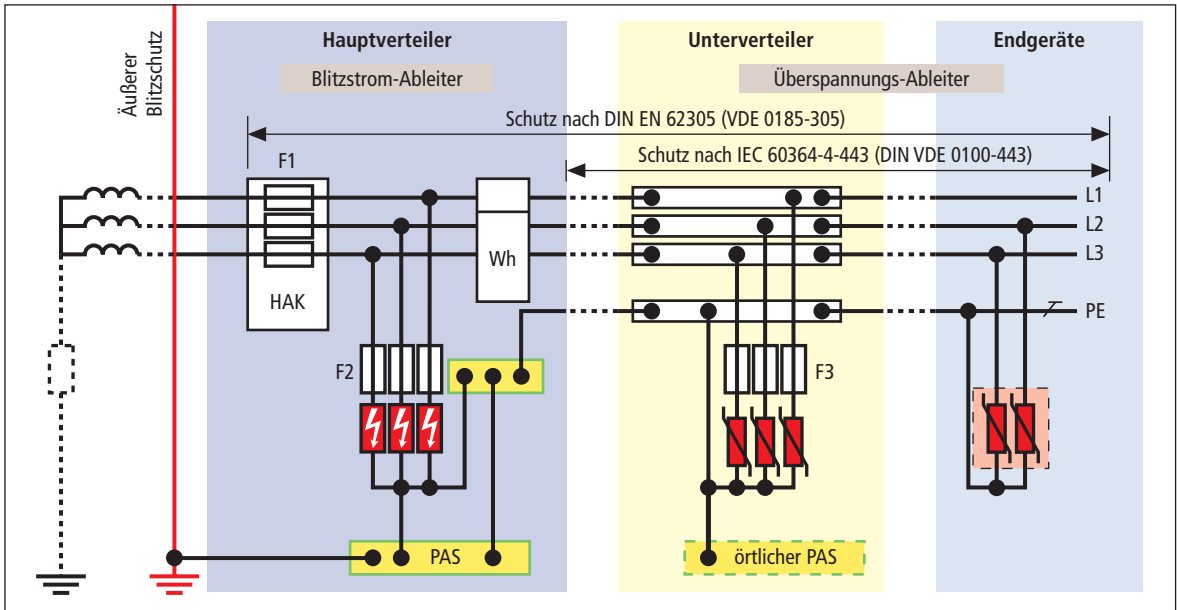 Äußerer
Blitzschutz
Hauptverteiler
Unterverteiler
Endgeräte
Blitzstrom-Ableiter
Überspannungs-Ableiter
Schutz nach DIN EN 62305 (VDE 0185-305)
Schutz nach IEC 60364-4-443 (DIN VDE 0100-443)
F1
L1
L2
L3
Wh
HAK
PE
F2
F3
PAS
örtlicher PAS